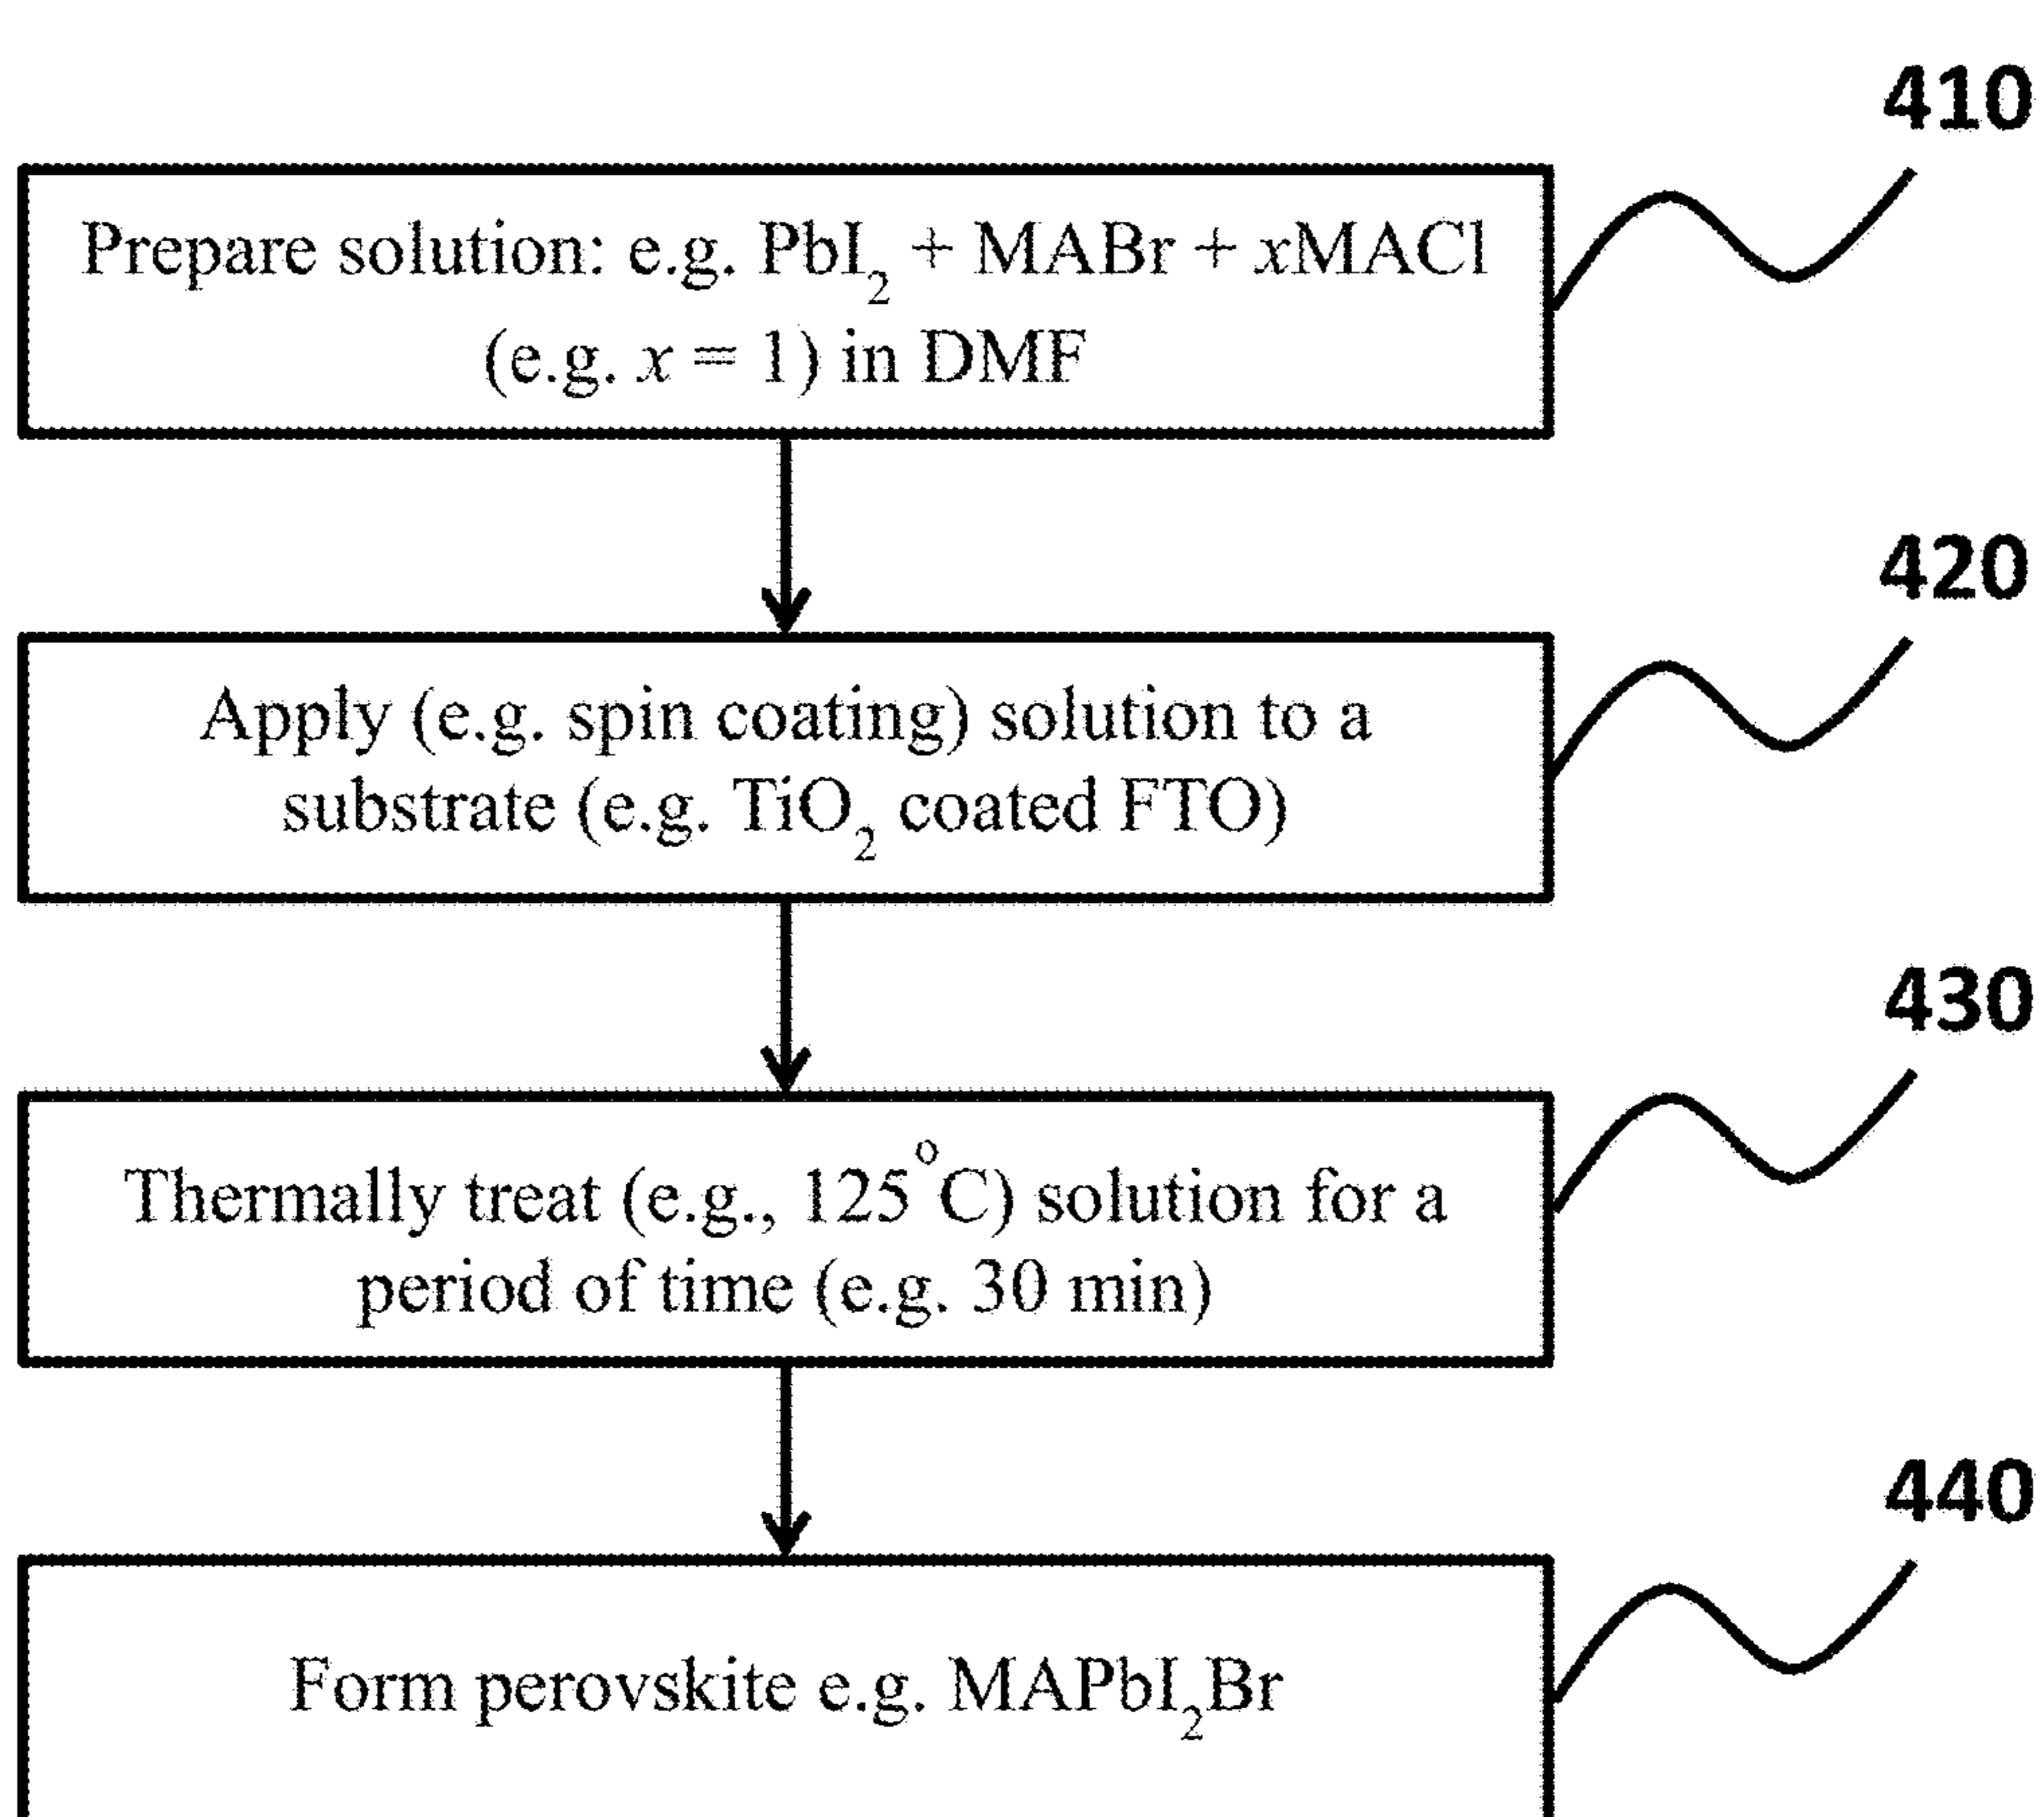 410
Prepare solution: e.g. PbI₂ + MABr + xMACl
(e.g. x = 1) in DMF
420
Apply (e.g. spin coating) solution to a
substrate (e.g. TiO₂ coated FTO)
430
Thermally treat (e.g., 125°C) solution for a
period of time (e.g. 30 min)
440
Form perovskite e.g. MAPbI₂Br